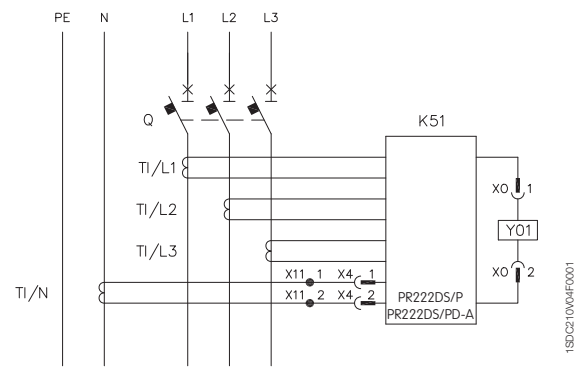 PE N L1 L2 L3
Q
K51
TI/L1
X0 1
TI/L2
Y01
TI/L3
X0 2
X11 1 X4 1
TI/N
X11 2 X4 2
PR222DS/P
PR222DS/PD-A
1SDC210V04F0001